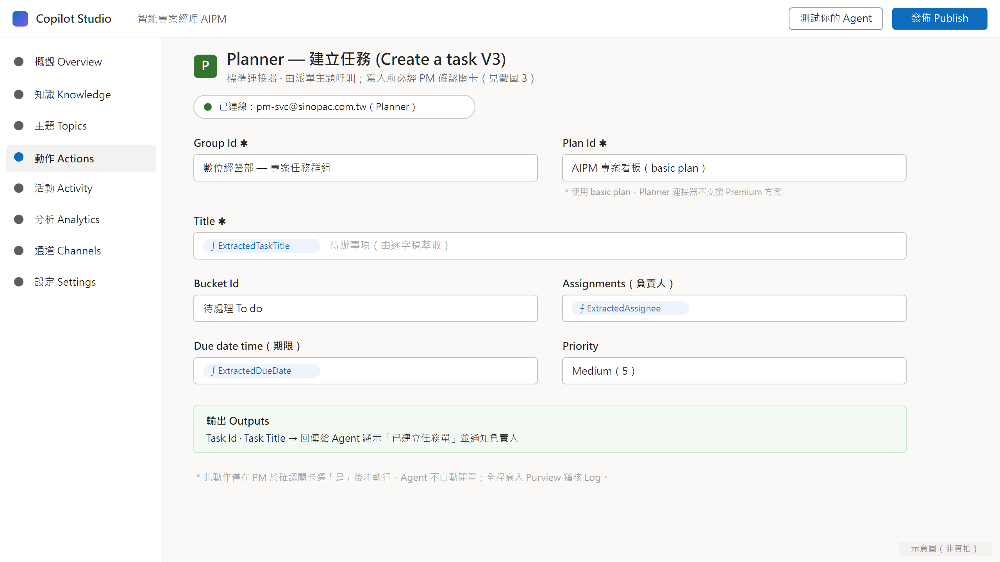 Copilot Studio
智能專案經理 AIPM
測試你的 Agent
發佈 Publish
概觀 Overview
知識 Knowledge
主題 Topics
動作 Actions
活動 Activity
分析 Analytics
通道 Channels
設定 Settings
P
Planner — 建立任務 (Create a task V3)
標準連接器 · 由派單主題呼叫；寫入前必經 PM 確認關卡（見截圖 3）
已連線：pm-svc@sinopac.com.tw（Planner）
Group Id ✱
Plan Id ✱
數位經營部 — 專案任務群組
AIPM 專案看板（basic plan）
* 使用 basic plan，Planner 連接器不支援 Premium 方案
Title ✱
⨍ ExtractedTaskTitle
待辦事項（由逐字稿萃取）
Bucket Id
Assignments（負責人）
待處理 To do
⨍ ExtractedAssignee
Due date time（期限）
Priority
⨍ ExtractedDueDate
Medium（5）
輸出 Outputs
Task Id · Task Title → 回傳給 Agent 顯示「已建立任務單」並通知負責人
* 此動作僅在 PM 於確認關卡選「是」後才執行，Agent 不自動開單；全程寫入 Purview 稽核 Log。
示意圖（非實拍）